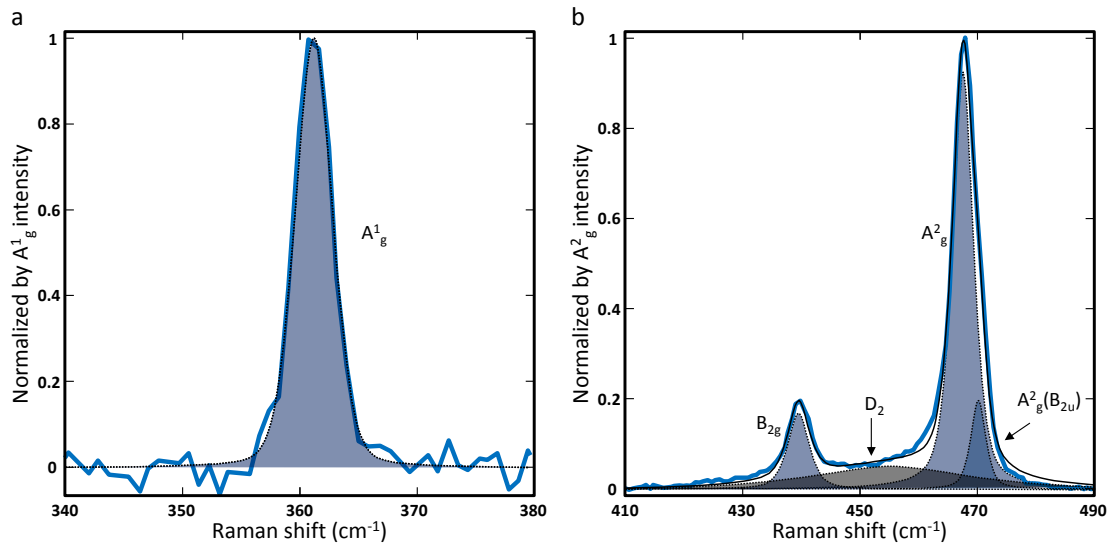 a
1
0.8
0.6
0.4
0.2
0
340 350 360 370 380
Normalized by A¹g intensity
Raman shift (cm⁻¹)
A¹g
b
1
0.8
0.6
0.4
0.2
0
410 430 450 470 490
Normalized by A²g intensity
Raman shift (cm⁻¹)
A²g
B2g
D₂
A²g(B2u)